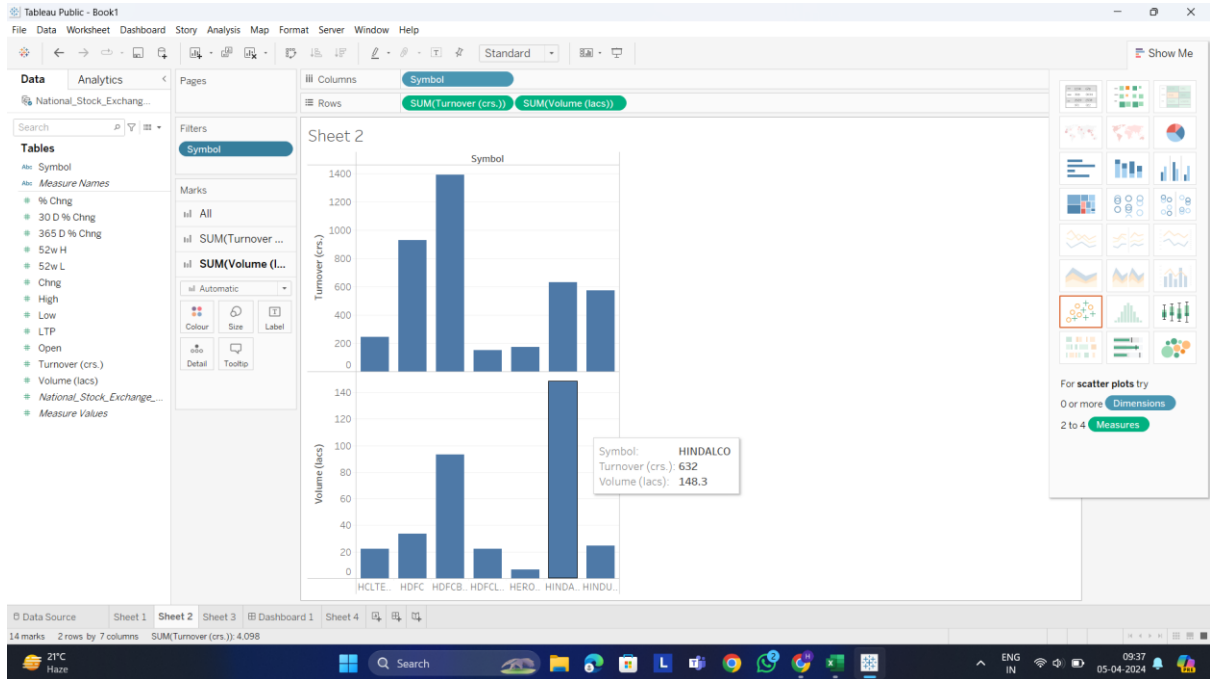 Tableau Public - Book1
File Data Worksheet Dashboard Story Analysis Map Format Server Window Help
Standard
Show Me
Data Analytics
National_Stock_Exchang...
Search
Tables
Abc Symbol
Abc Measure Names
# % Chng
# 30 D % Chng
# 365 D % Chng
# 52w H
# 52w L
# Chng
# High
# Low
# LTP
# Open
# Turnover (crs.)
# Volume (lacs)
# National_Stock_Exchange_...
# Measure Values
Pages
Filters
Symbol
Marks
All
SUM(Turnover ...
SUM(Volume (l...
Automatic
Colour Size Label
Detail Tooltip
Columns Symbol
Rows SUM(Turnover (crs.)) SUM(Volume (lacs))
Sheet 2
Symbol
Turnover (crs.)
1400
1200
1000
800
600
400
200
0
Volume (lacs)
140
120
100
80
60
40
20
0
HCLTE.. HDFC HDFCB.. HDFCL.. HERO.. HINDA.. HINDU..
Symbol: HINDALCO
Turnover (crs.): 632
Volume (lacs): 148.3
For scatter plots try
0 or more Dimensions
2 to 4 Measures
Data Source Sheet 1 Sheet 2 Sheet 3 Dashboard 1 Sheet 4
14 marks 2 rows by 7 columns SUM(Turnover (crs.)): 4.098
21°C
Haze
Search
ENG
IN
09:37
05-04-2024